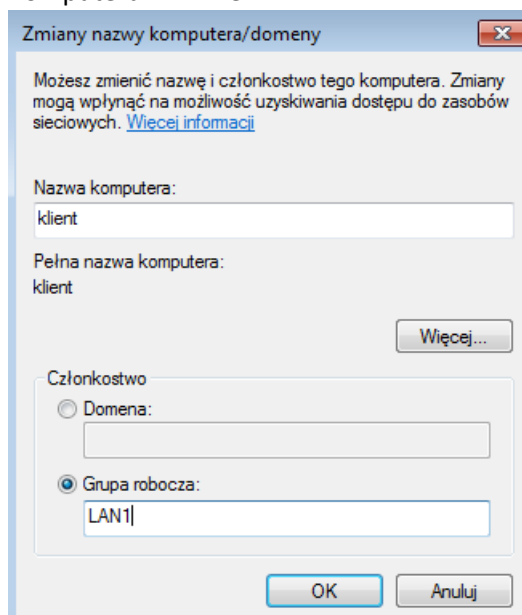 Zmiany nazwy komputera/domeny
Możesz zmienić nazwę i członkostwo tego komputera. Zmiany
mogą wpłynąć na możliwość uzyskiwania dostępu do zasobów
sieciowych. Więcej informacji
Nazwa komputera:
klient
Pełna nazwa komputera:
klient
Więcej...
Członkostwo
Domena:
Grupa robocza:
LAN1
OK Anuluj